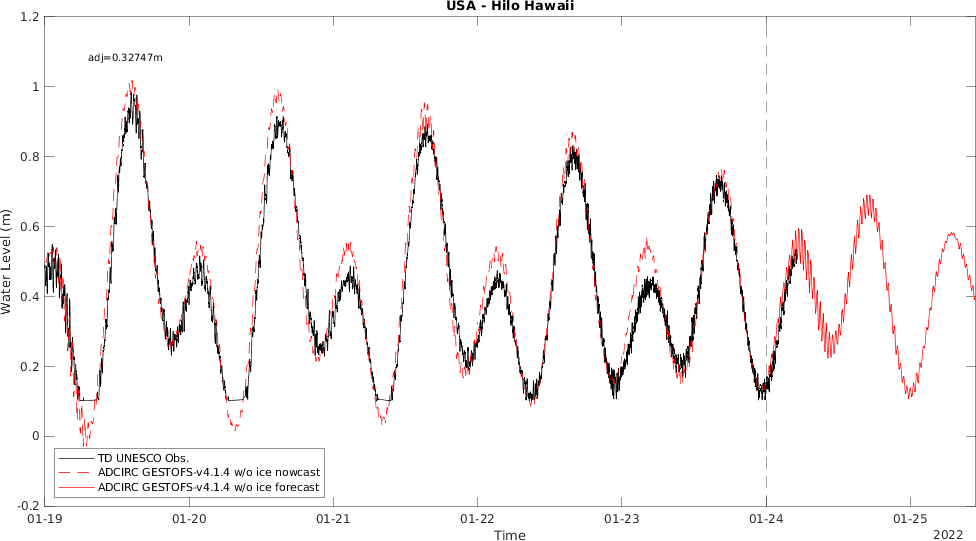 USA - Hilo Hawaii
1.2
adj=0.32747m
1
0.8
0.6
0.4
0.2
0
-0.2
Water Level (m)
TD UNESCO Obs.
ADCIRC GESTOFS-v4.1.4 w/o ice nowcast
ADCIRC GESTOFS-v4.1.4 w/o ice forecast
01-19 01-20 01-21 01-22 01-23 01-24 01-25
Time
2022